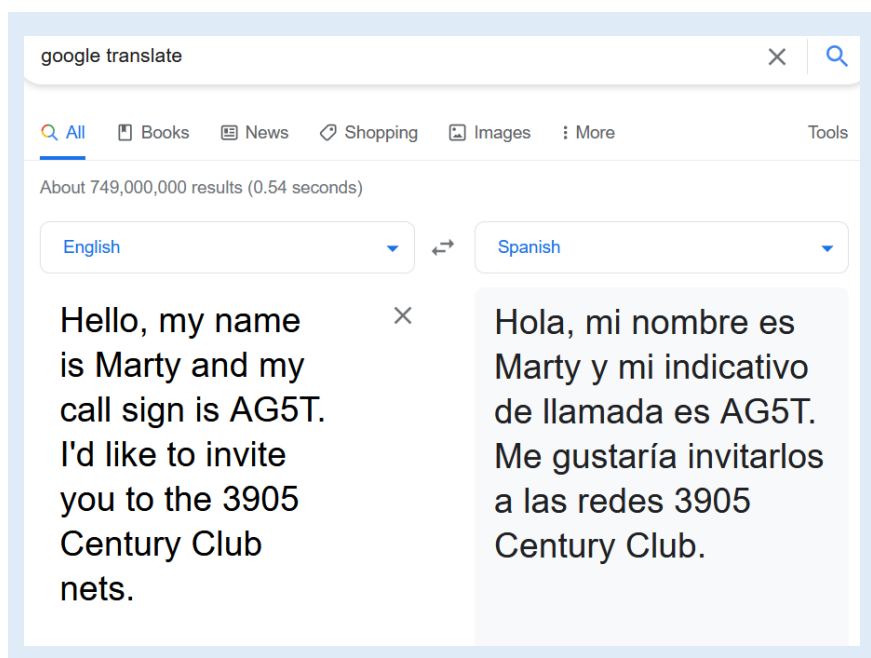 google translate
All Books News Shopping Images More Tools
About 749,000,000 results (0.54 seconds)
English Spanish
Hello, my name
is Marty and my
call sign is AG5T.
I'd like to invite
you to the 3905
Century Club
nets.
Hola, mi nombre es
Marty y mi indicativo
de llamada es AG5T.
Me gustaría invitarlos
a las redes 3905
Century Club.